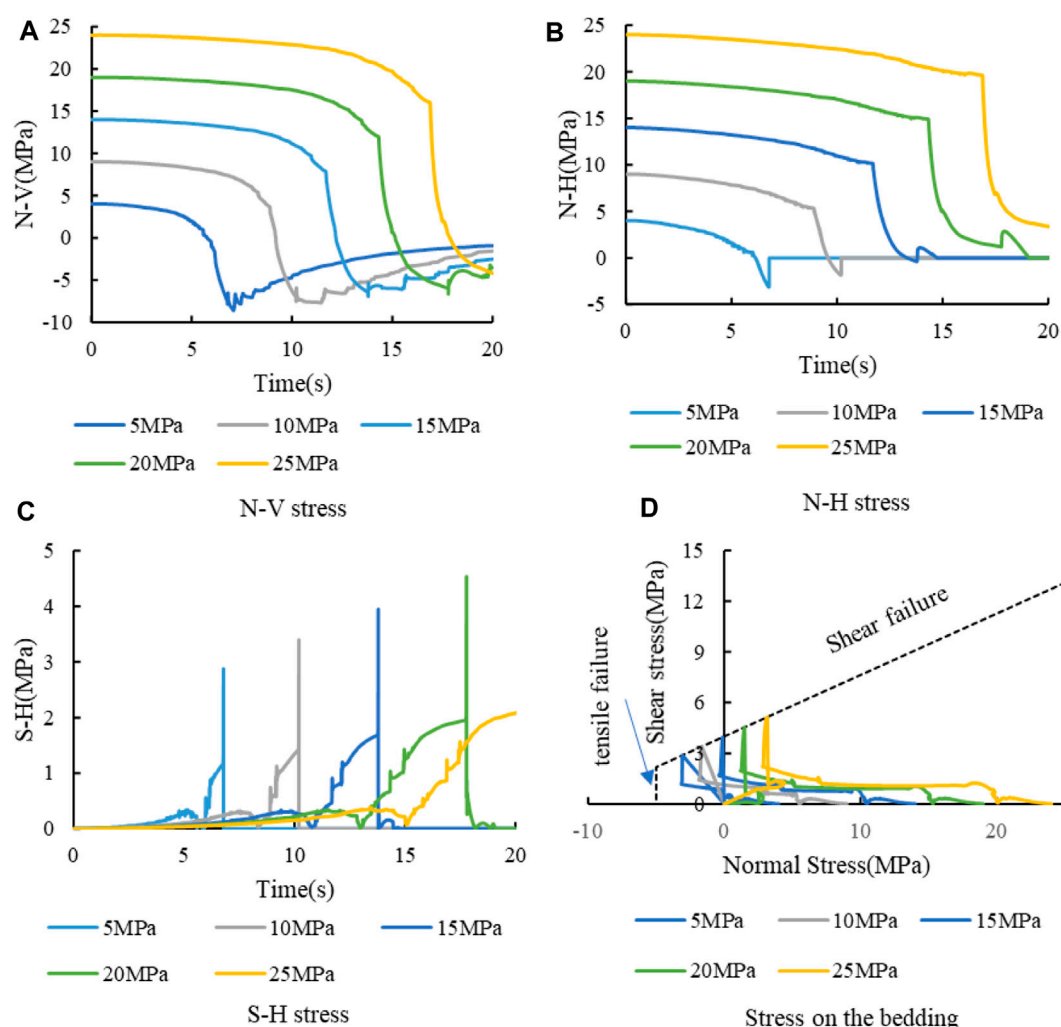 A
N-V(MPa)
25
20
15
10
5
0
-5
-10
0 5 10 15 20
Time(s)
5MPa 10MPa 15MPa
20MPa 25MPa
N-V stress
B
N-H(MPa)
25
20
15
10
5
0
-5
0 5 10 15 20
Time(s)
5MPa 10MPa 15MPa
20MPa 25MPa
N-H stress
C
S-H(MPa)
5
4
3
2
1
0
0 5 10 15 20
Time(s)
5MPa 10MPa 15MPa
20MPa 25MPa
S-H stress
D
tensile failure
Shear stress(MPa)
15
12
9
6
3
0
Shear failure
-10 0 10 20
Normal Stress(MPa)
5MPa 10MPa 15MPa
20MPa 25MPa
Stress on the bedding